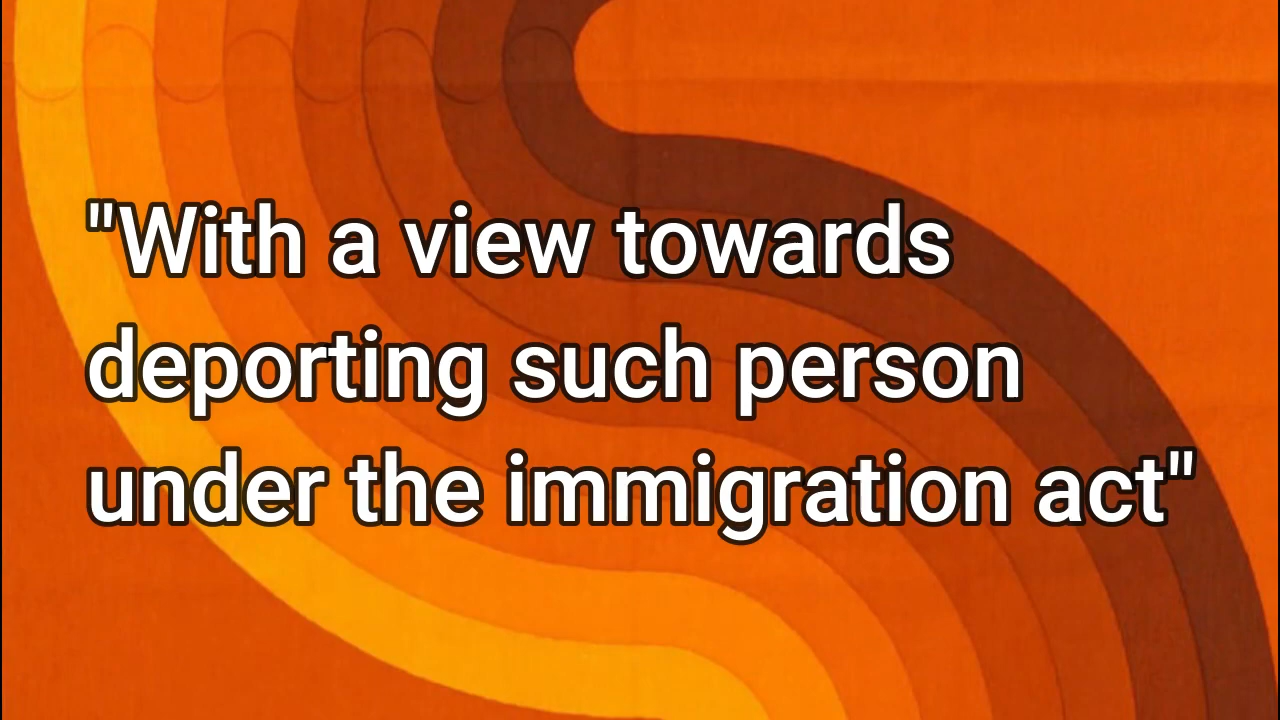 "With a view towards
deporting such person
under the immigration act"